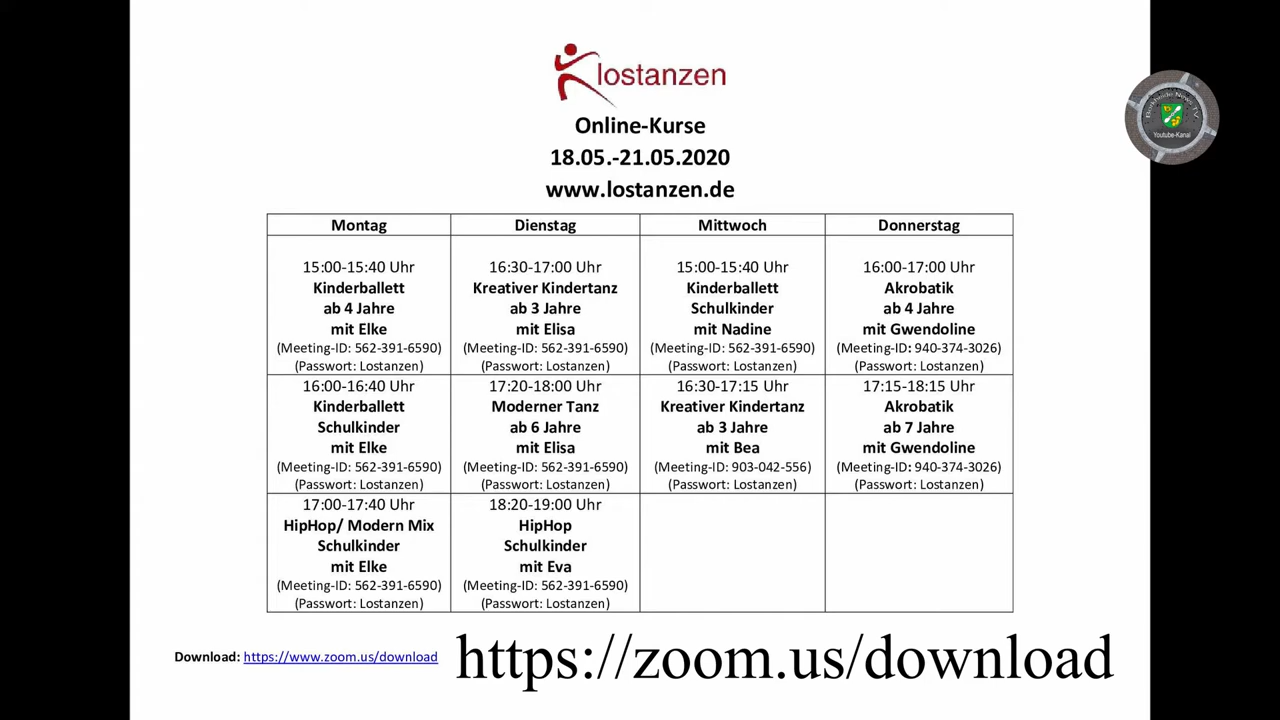 lostanzen
Online-Kurse
18.05.-21.05.2020
www.lostanzen.de
Borkheide News TV
Youtube-Kanal
Montag Dienstag Mittwoch Donnerstag
15:00-15:40 Uhr
Kinderballett
ab 4 Jahre
mit Elke
(Meeting-ID: 562-391-6590)
(Passwort: Lostanzen)
16:30-17:00 Uhr
Kreativer Kindertanz
ab 3 Jahre
mit Elisa
(Meeting-ID: 562-391-6590)
(Passwort: Lostanzen)
15:00-15:40 Uhr
Kinderballett
Schulkinder
mit Nadine
(Meeting-ID: 562-391-6590)
(Passwort: Lostanzen)
16:00-17:00 Uhr
Akrobatik
ab 4 Jahre
mit Gwendoline
(Meeting-ID: 940-374-3026)
(Passwort: Lostanzen)
16:00-16:40 Uhr
Kinderballett
Schulkinder
mit Elke
(Meeting-ID: 562-391-6590)
(Passwort: Lostanzen)
17:20-18:00 Uhr
Moderner Tanz
ab 6 Jahre
mit Elisa
(Meeting-ID: 562-391-6590)
(Passwort: Lostanzen)
16:30-17:15 Uhr
Kreativer Kindertanz
ab 3 Jahre
mit Bea
(Meeting-ID: 903-042-556)
(Passwort: Lostanzen)
17:15-18:15 Uhr
Akrobatik
ab 7 Jahre
mit Gwendoline
(Meeting-ID: 940-374-3026)
(Passwort: Lostanzen)
17:00-17:40 Uhr
HipHop/ Modern Mix
Schulkinder
mit Elke
(Meeting-ID: 562-391-6590)
(Passwort: Lostanzen)
18:20-19:00 Uhr
HipHop
Schulkinder
mit Eva
(Meeting-ID: 562-391-6590)
(Passwort: Lostanzen)
Download: https://www.zoom.us/download
https://zoom.us/download